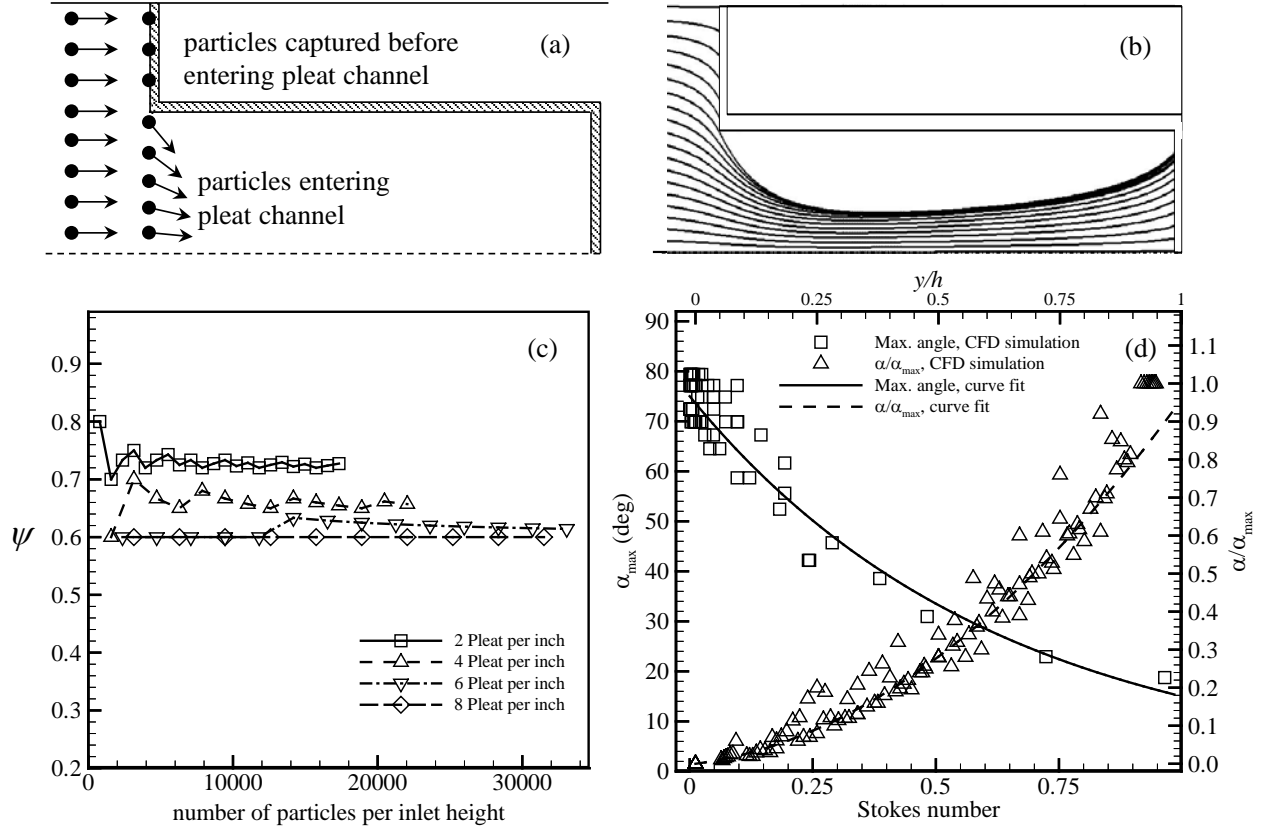 particles captured before
entering pleat channel
(a)
particles entering
pleat channel
(b)
(c)
0.9
0.8
0.7
0.6
0.5
0.4
0.3
0.2
ψ
0
10000
20000
30000
number of particles per inlet height
2 Pleat per inch
4 Pleat per inch
6 Pleat per inch
8 Pleat per inch
y/h
0
0.25
0.5
0.75
1
(d)
Max. angle, CFD simulation
α/αmax, CFD simulation
Max. angle, curve fit
α/αmax, curve fit
90
80
70
60
50
40
30
20
10
0
αmax (deg)
0
0.25
0.5
0.75
Stokes number
1.1
1.0
0.9
0.8
0.7
0.6
0.5
0.4
0.3
0.2
0.1
0.0
α/αmax